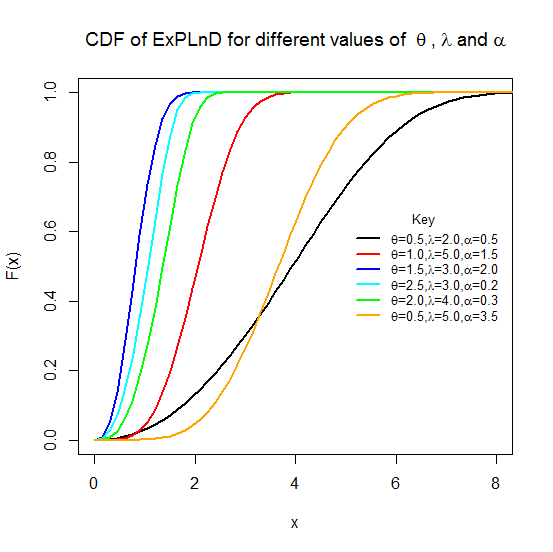 CDF of ExPLnD for different values of θ , λ and α
F(x)
1.0
0.8
0.6
0.4
0.2
0.0
Key
θ=0.5,λ=2.0,α=0.5
θ=1.0,λ=5.0,α=1.5
θ=1.5,λ=3.0,α=2.0
θ=2.5,λ=3.0,α=0.2
θ=2.0,λ=4.0,α=0.3
θ=0.5,λ=5.0,α=3.5
0 2 4 6 8
x